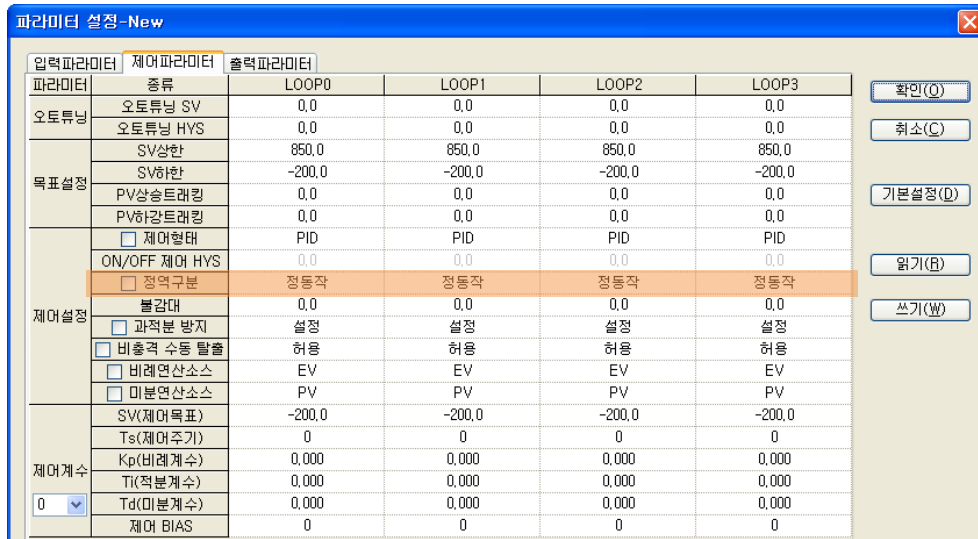 파라미터 설정-New
입력파라미터 제어파라미터 출력파라미터
파라미터 종류 LOOP0 LOOP1 LOOP2 LOOP3
오토튜닝 오토튜닝 SV 0,0 0,0 0,0 0,0
오토튜닝 HYS 0,0 0,0 0,0 0,0
목표설정 SV상한 850,0 850,0 850,0 850,0
SV하한 -200,0 -200,0 -200,0 -200,0
PV상승트래킹 0,0 0,0 0,0 0,0
PV하강트래킹 0,0 0,0 0,0 0,0
제어설정 제어형태 PID PID PID PID
ON/OFF 제어 HYS 0,0 0,0 0,0 0,0
정역구분 정동작 정동작 정동작 정동작
불감대 0,0 0,0 0,0 0,0
과적분 방지 설정 설정 설정 설정
비충격 수동 탈출 허용 허용 허용 허용
비례연산소스 EV EV EV EV
미분연산소스 PV PV PV PV
제어계수 0 SV(제어목표) -200,0 -200,0 -200,0 -200,0
Ts(제어주기) 0 0 0 0
Kp(비례계수) 0,000 0,000 0,000 0,000
Ti(적분계수) 0,000 0,000 0,000 0,000
Td(미분계수) 0,000 0,000 0,000 0,000
제어 BIAS 0 0 0 0
확인(O)
취소(C)
기본설정(D)
읽기(R)
쓰기(W)